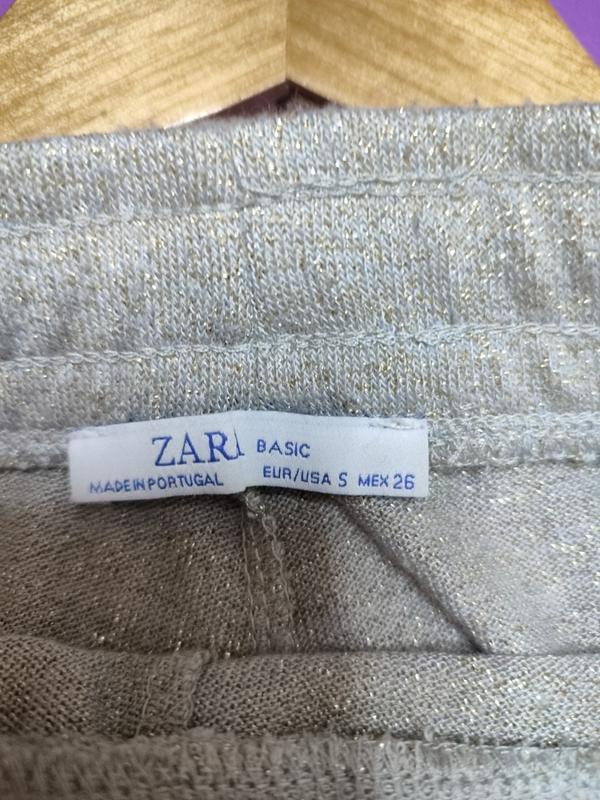 ZARA BASIC
MADE IN PORTUGAL EUR/USA S MEX 26